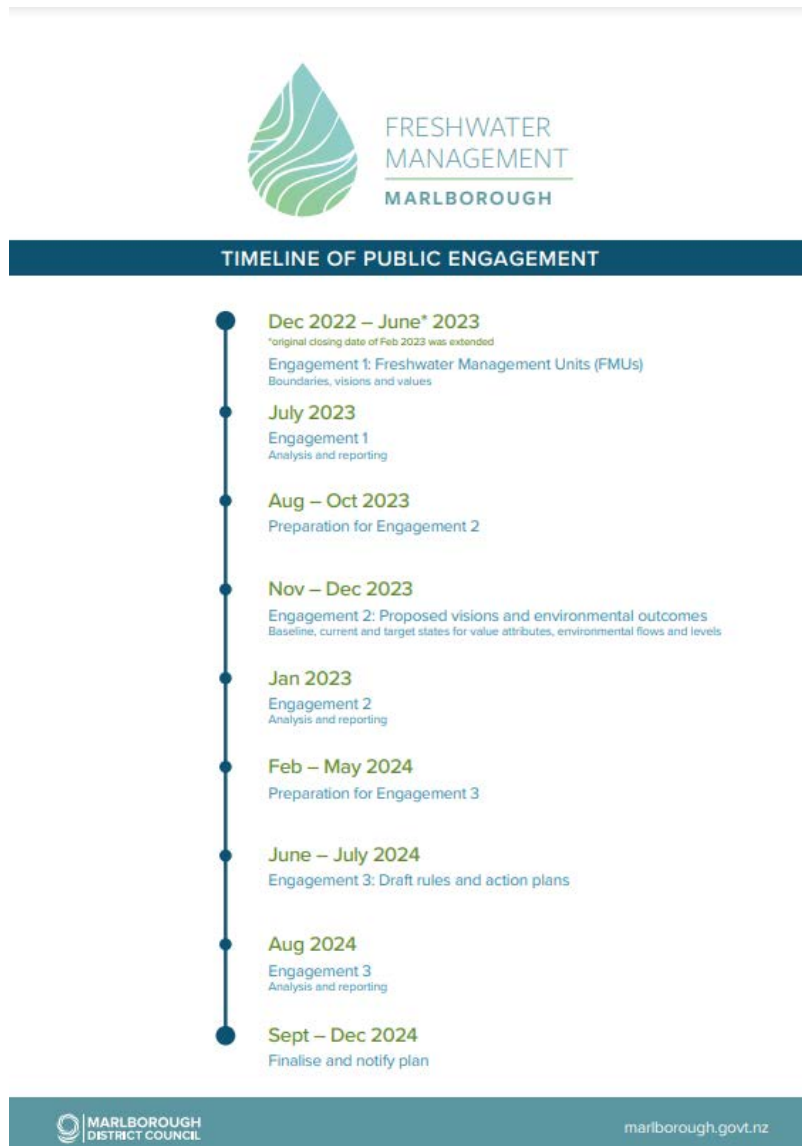 FRESHWATER
MANAGEMENT
MARLBOROUGH
TIMELINE OF PUBLIC ENGAGEMENT
Dec 2022 – June* 2023
*original closing date of Feb 2023 was extended
Engagement 1: Freshwater Management Units (FMUs)
Boundaries, visions and values
July 2023
Engagement 1
Analysis and reporting
Aug – Oct 2023
Preparation for Engagement 2
Nov – Dec 2023
Engagement 2: Proposed visions and environmental outcomes
Baseline, current and target states for value attributes, environmental flows and levels
Jan 2023
Engagement 2
Analysis and reporting
Feb – May 2024
Preparation for Engagement 3
June – July 2024
Engagement 3: Draft rules and action plans
Aug 2024
Engagement 3
Analysis and reporting
Sept – Dec 2024
Finalise and notify plan
MARLBOROUGH
DISTRICT COUNCIL
marlborough.govt.nz